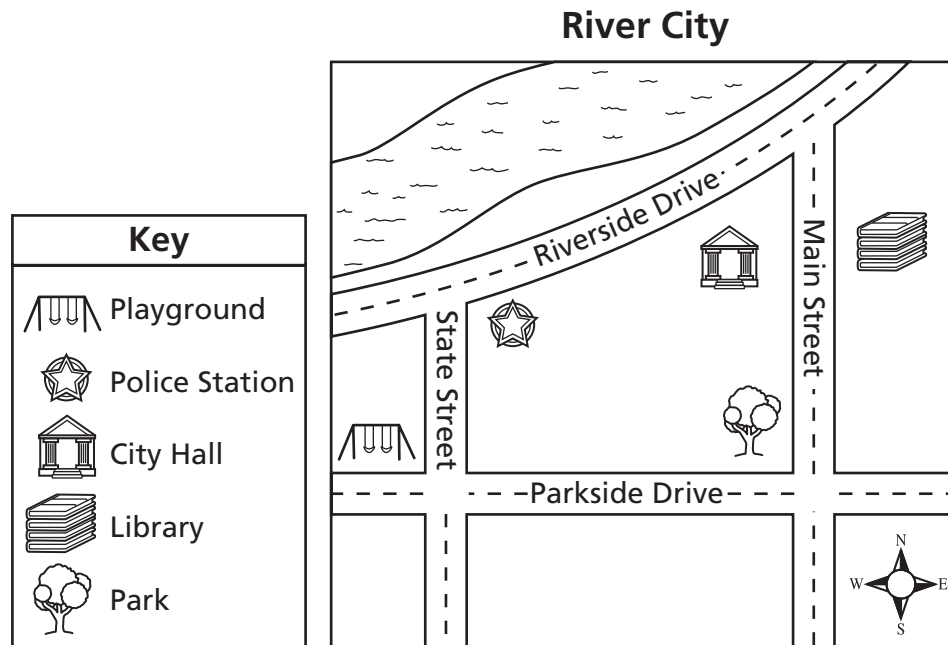 River City
Key
Playground
Police Station
City Hall
Library
Park
Riverside Drive
State Street
Main Street
Parkside Drive
N
W E
S